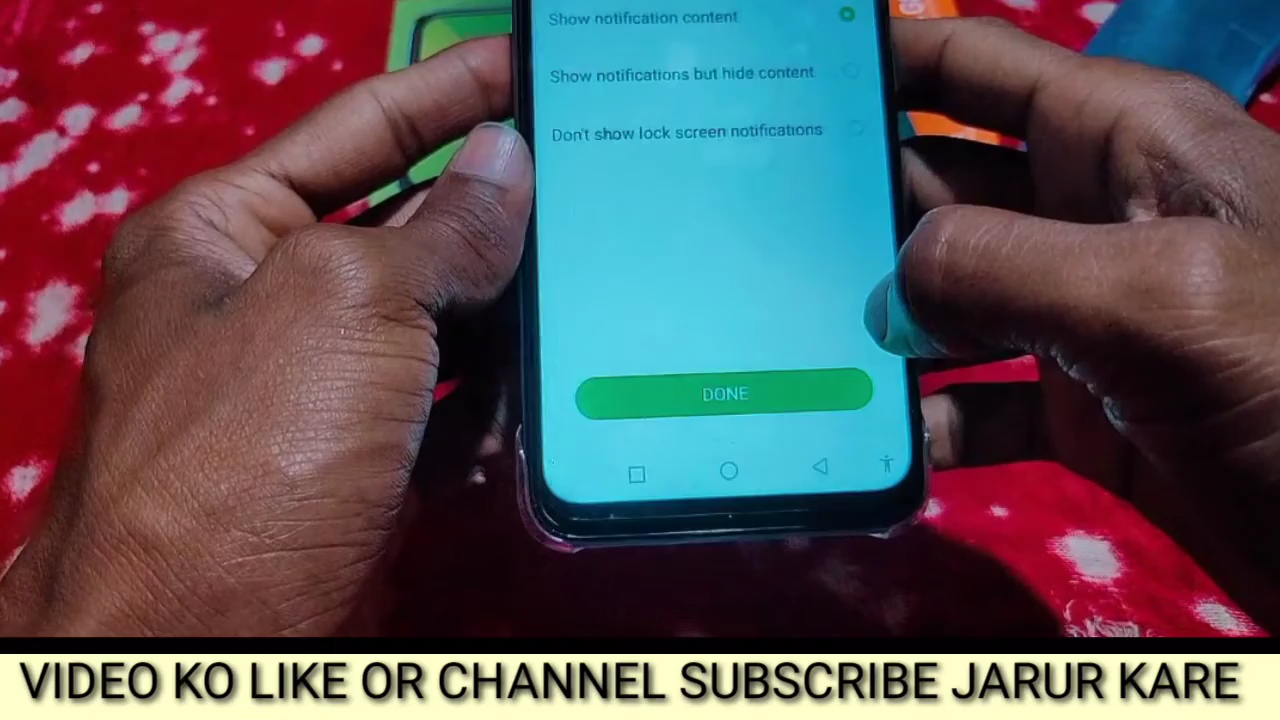 Show notification content
Show notifications but hide content
Don't show lock screen notifications
DONE
VIDEO KO LIKE OR CHANNEL SUBSCRIBE JARUR KARE